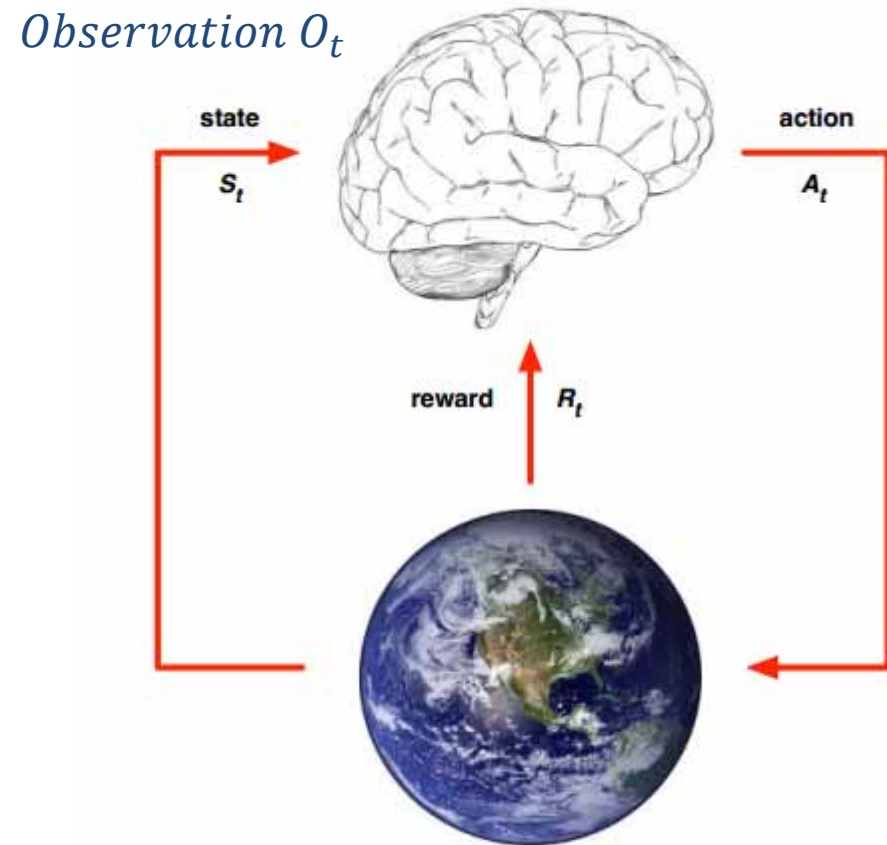 Observation O_t
state
S_t
action
A_t
reward R_t